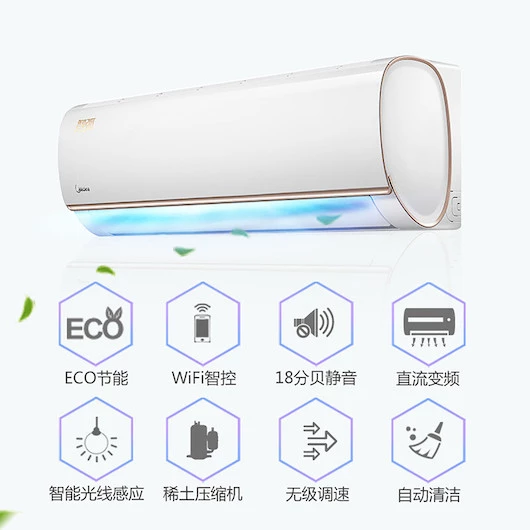 Midea
ECO
ECO节能
WiFi智控
18分贝静音
直流变频
智能光线感应
稀土压缩机
无级调速
自动清洁